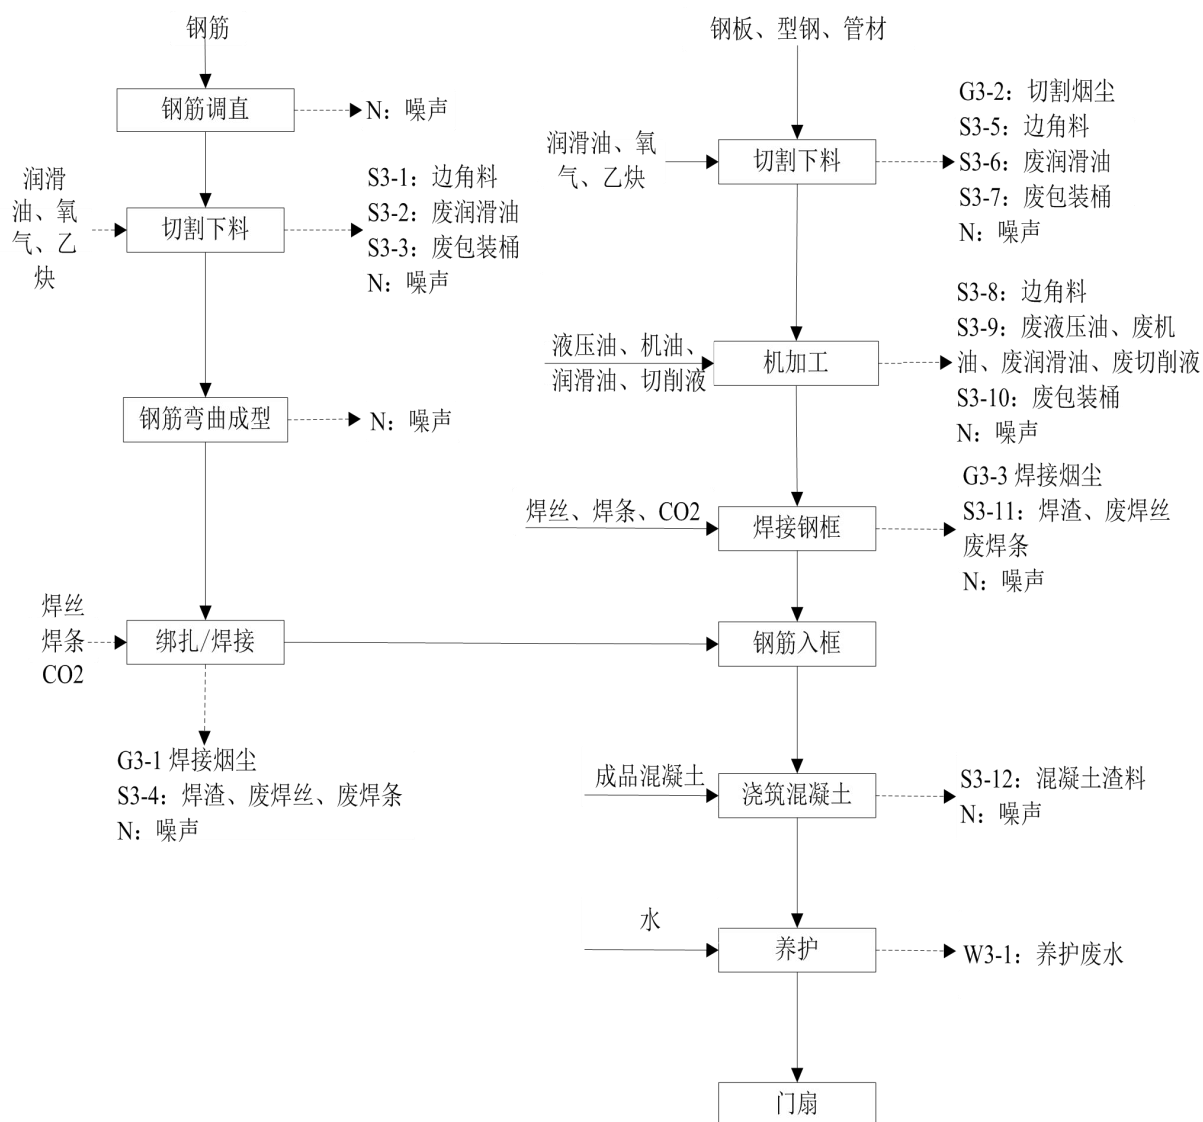 钢筋
钢筋调直
N：噪声
润滑
油、氧
气、乙
炔
切割下料
S3-1：边角料
S3-2：废润滑油
S3-3：废包装桶
N：噪声
钢筋弯曲成型
N：噪声
焊丝
焊条
CO2
绑扎/焊接
G3-1 焊接烟尘
S3-4：焊渣、废焊丝、废焊条
N：噪声
钢板、型钢、管材
润滑油、氧
气、乙炔
切割下料
G3-2：切割烟尘
S3-5：边角料
S3-6：废润滑油
S3-7：废包装桶
N：噪声
液压油、机油、
润滑油、切削液
机加工
S3-8：边角料
S3-9：废液压油、废机
油、废润滑油、废切削液
S3-10：废包装桶
N：噪声
焊丝、焊条、CO2
焊接钢框
G3-3 焊接烟尘
S3-11：焊渣、废焊丝
废焊条
N：噪声
钢筋入框
成品混凝土
浇筑混凝土
S3-12：混凝土渣料
N：噪声
水
养护
W3-1：养护废水
门扇